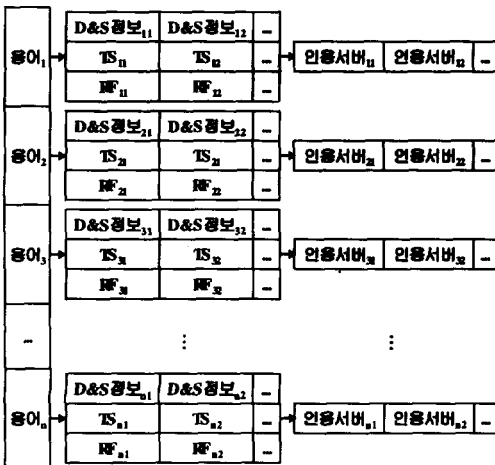 D&S정보₁₁ D&S정보₁₂ ...
용어₁ TS₁₁ TS₁₂ ... 인용서버₁₁ 인용서버₁₂ ...
RF₁₁ RF₁₂ ...
D&S정보₂₁ D&S정보₂₂ ...
용어₂ TS₂₁ TS₂₁ ... 인용서버₂₁ 인용서버₂₂ ...
RF₂₁ RF₂₂ ...
D&S정보₃₁ D&S정보₃₂ ...
용어₃ TS₃₁ TS₃₂ ... 인용서버₃₁ 인용서버₃₂ ...
RF₃₁ RF₃₂ ...
... ⋮ ⋮
D&S정보ₙ₁ D&S정보ₙ₂ ...
용어ₙ TSₙ₁ TSₙ₂ ... 인용서버ₙ₁ 인용서버ₙ₂ ...
RFₙ₁ RFₙ₂ ...